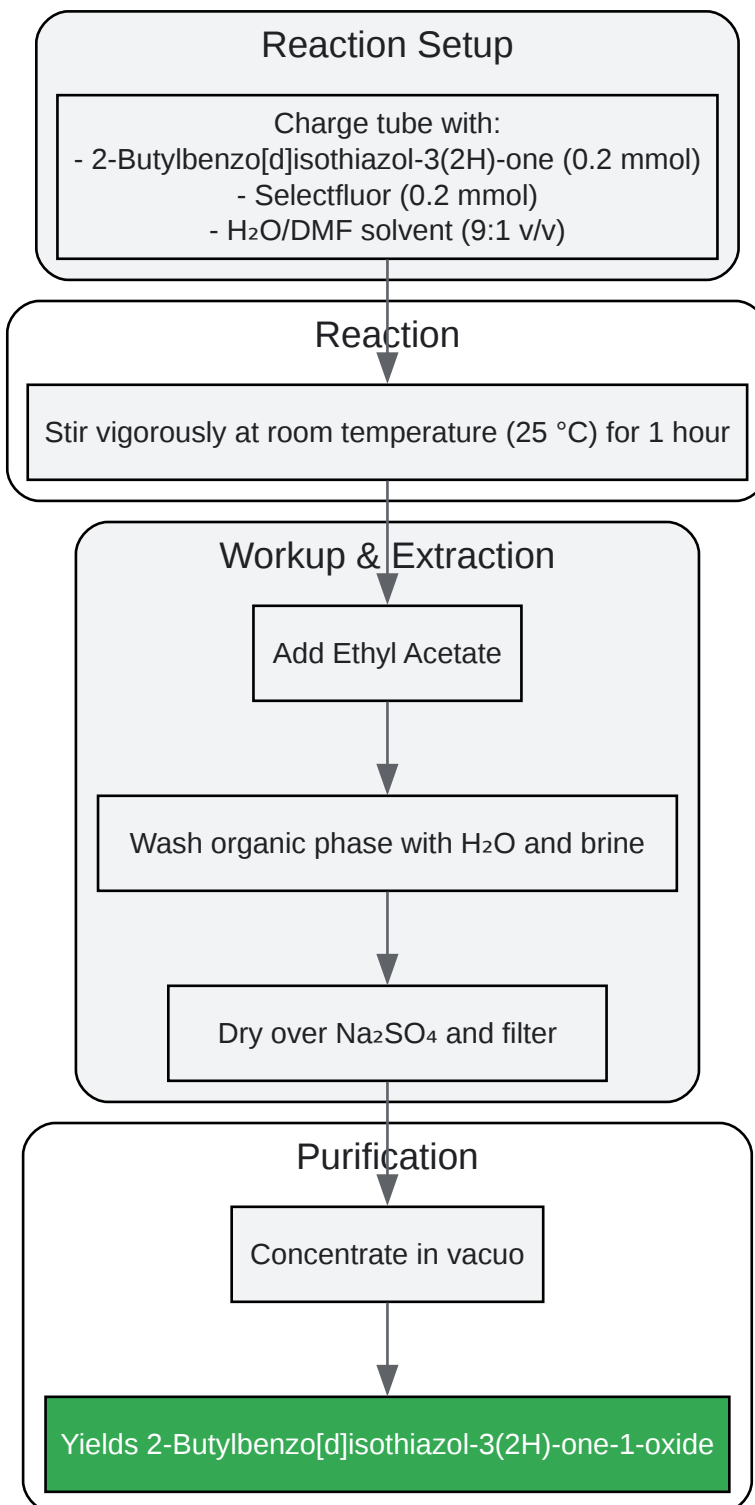 Reaction Setup
Charge tube with:
- 2-Butylbenzo[d]isothiazol-3(2H)-one (0.2 mmol)
- Selectfluor (0.2 mmol)
- H₂O/DMF solvent (9:1 v/v)
Reaction
Stir vigorously at room temperature (25 °C) for 1 hour
Workup & Extraction
Add Ethyl Acetate
Wash organic phase with H₂O and brine
Dry over Na₂SO₄ and filter
Purification
Concentrate in vacuo
Yields 2-Butylbenzo[d]isothiazol-3(2H)-one-1-oxide